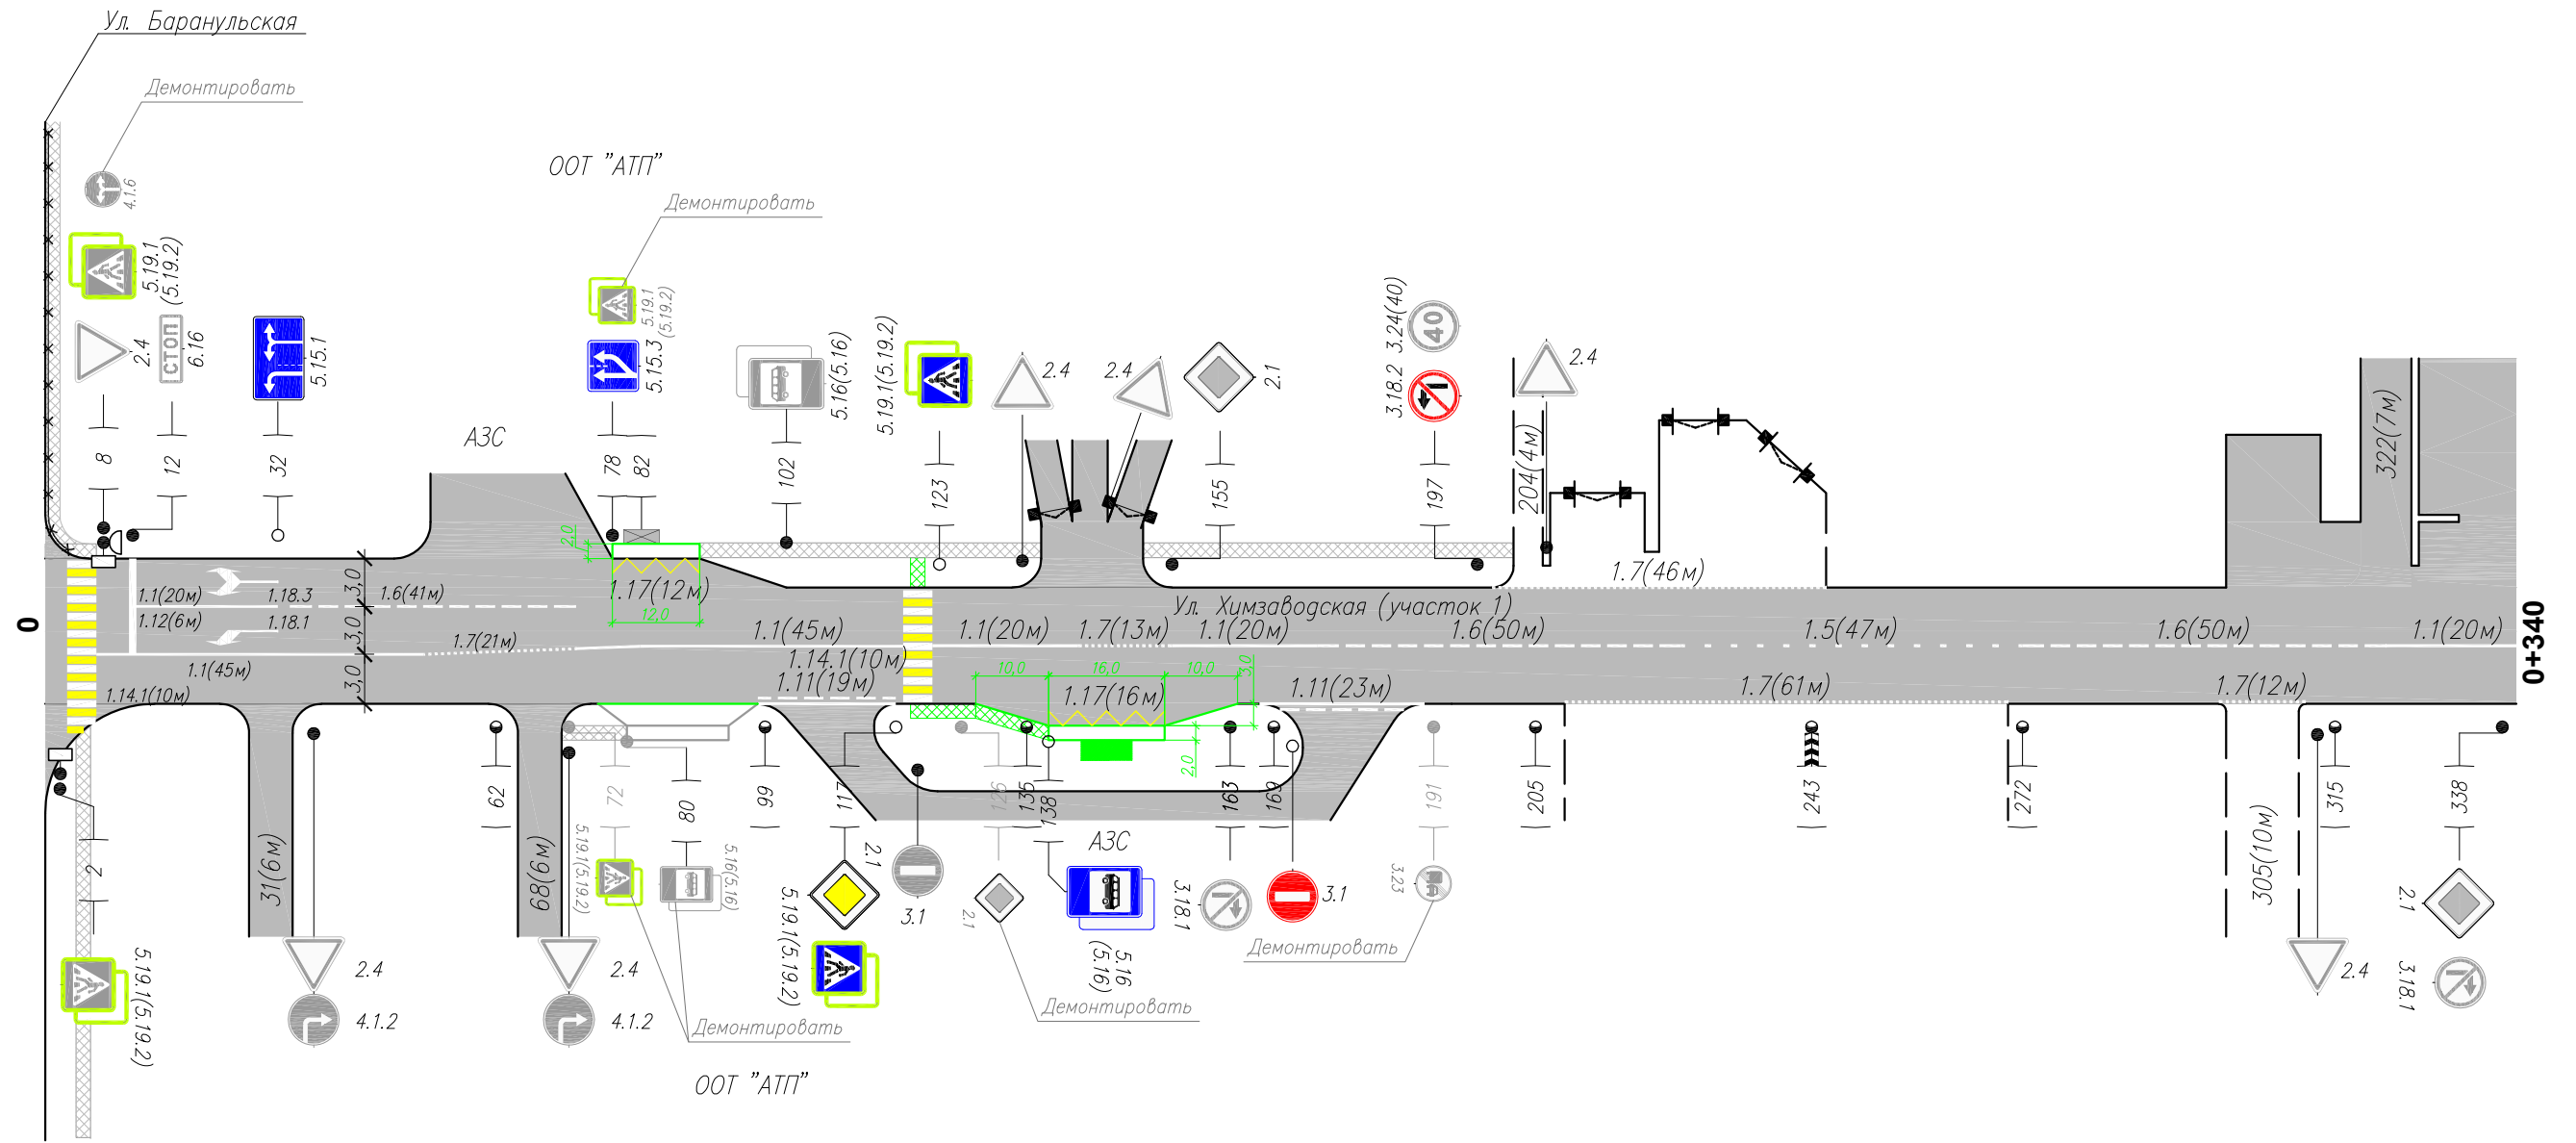 Ул. Баранульская
Демонтировать
4.1.6
ООТ "АТП"
Демонтировать
5.19.1
(5.19.2)
2.4
СТОП
6.16
5.15.1
5.19.1
(5.19.2)
5.15.3
5.16(5.16)
5.19.1(5.19.2)
2.4
2.4
2.1
3.24(40)
40
3.18.2
2.4
АЗС
8
12
32
78
82
102
123
155
197
204(4м)
322(7м)
2,0
1.17(12м)
12,0
1.7(46м)
1.1(20м)
1.18.3
3,0
1.6(41м)
Ул. Химзаводская (участок 1)
0
1.12(6м)
1.18.1
3,0
1.7(21м)
1.1(45м)
1.1(20м)
1.7(13м)
1.1(20м)
1.6(50м)
1.5(47м)
1.6(50м)
1.1(20м)
0+340
1.1(45м)
3,0
1.14.1(10м)
10,0
16,0
10,0
3,0
1.14.1(10м)
1.11(19м)
1.17(16м)
1.11(23м)
1.7(61м)
1.7(12м)
2,0
2
31(6м)
62
68(6м)
72
80
99
117
126
135
138
163
169
191
205
243
272
305(10м)
315
338
АЗС
5.19.1(5.19.2)
5.16(5.16)
2.1
5.19.1(5.19.2)
3.1
2.1
5.16
(5.16)
3.18.1
3.1
3.23
Демонтировать
2.1
3.18.1
5.19.1(5.19.2)
2.4
4.1.2
2.4
4.1.2
Демонтировать
Демонтировать
2.4
ООТ "АТП"